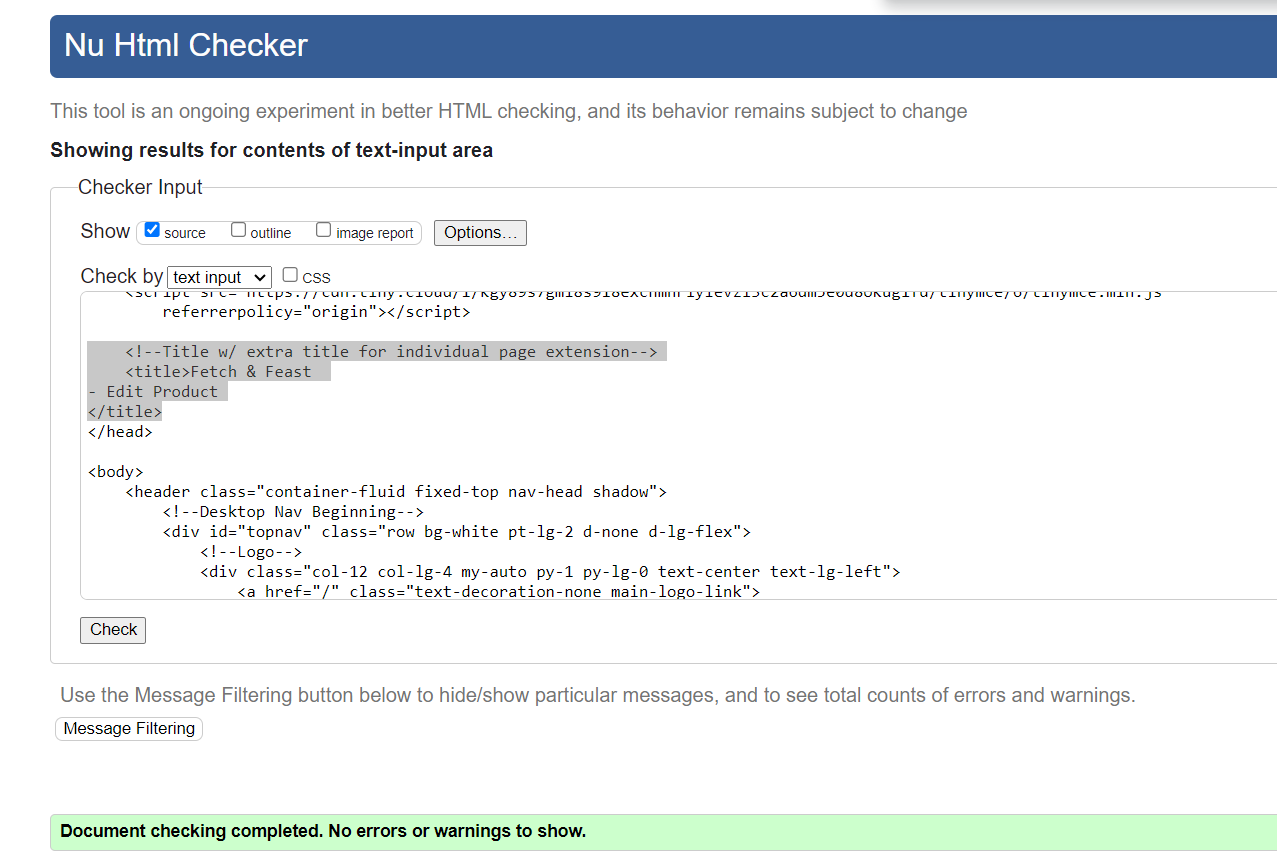 Nu Html Checker
This tool is an ongoing experiment in better HTML checking, and its behavior remains subject to change
Showing results for contents of text-input area
Checker Input
Show source outline image report Options...
Check by text input CSS
referrerpolicy="origin"></script>
<!--Title w/ extra title for individual page extension-->
<title>Fetch & Feast
- Edit Product
</title>
</head>
<body>
<header class="container-fluid fixed-top nav-head shadow">
<!--Desktop Nav Beginning-->
<div id="topnav" class="row bg-white pt-lg-2 d-none d-lg-flex">
<!--Logo-->
<div class="col-12 col-lg-4 my-auto py-1 py-lg-0 text-center text-lg-left">
<a href="/" class="text-decoration-none main-logo-link">
Check
Use the Message Filtering button below to hide/show particular messages, and to see total counts of errors and warnings.
Message Filtering
Document checking completed. No errors or warnings to show.